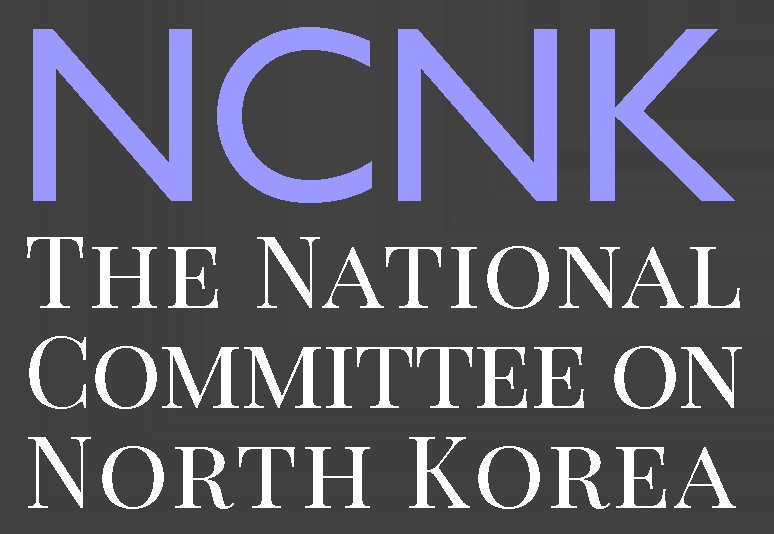 NCNK
THE NATIONAL
COMMITTEE ON
NORTH KOREA